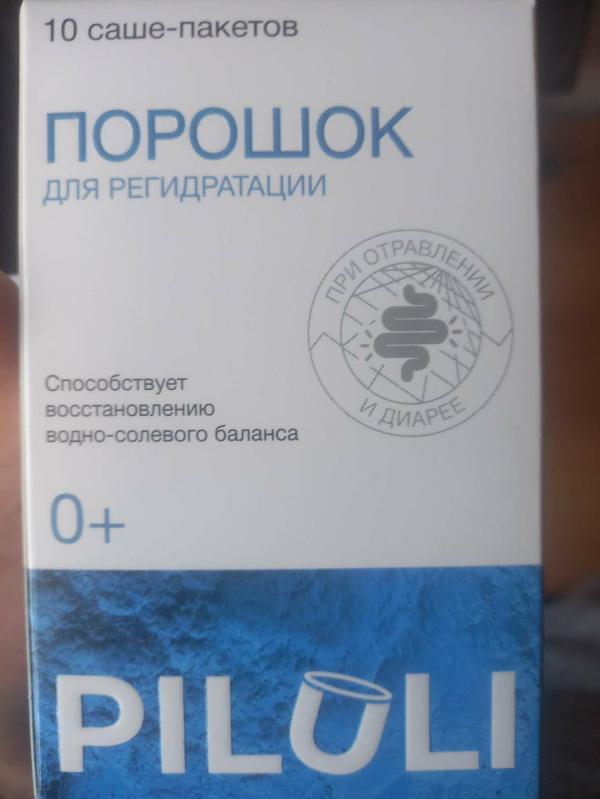 10 саше-пакетов
ПОРОШОК
ДЛЯ РЕГИДРАТАЦИИ
ПРИ ОТРАВЛЕНИИ
И ДИАРЕЕ
Способствует
восстановлению
водно-солевого баланса
0+
PILULI